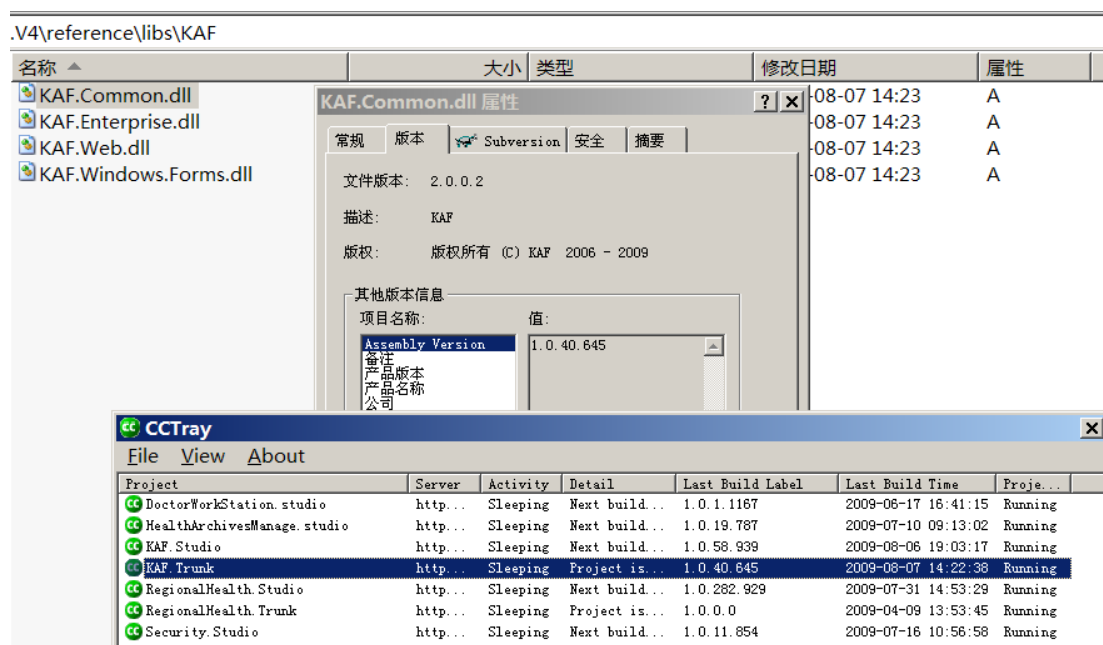 .V4\reference\libs\KAF
名称 大小 类型 修改日期 属性
KAF.Common.dll -08-07 14:23 A
KAF.Enterprise.dll -08-07 14:23 A
KAF.Web.dll -08-07 14:23 A
KAF.Windows.Forms.dll -08-07 14:23 A
KAF.Common.dll 属性
常规 版本 Subversion 安全 摘要
文件版本: 2.0.0.2
描述: KAF
版权: 版权所有 (C) KAF 2006 - 2009
其他版本信息
项目名称: 值:
Assembly Version 1.0.40.645
备注
产品版本
产品名称
公司
CCTray
File View About
Project Server Activity Detail Last Build Label Last Build Time Proje...
DoctorWorkStation.studio http... Sleeping Next build... 1.0.1.1167 2009-06-17 16:41:15 Running
HealthArchivesManage.studio http... Sleeping Next build... 1.0.19.787 2009-07-10 09:13:02 Running
KAF.Studio http... Sleeping Next build... 1.0.58.939 2009-08-06 19:03:17 Running
KAF.Trunk http... Sleeping Project is... 1.0.40.645 2009-08-07 14:22:38 Running
RegionalHealth.Studio http... Sleeping Next build... 1.0.282.929 2009-07-31 14:53:29 Running
RegionalHealth.Trunk http... Sleeping Project is... 1.0.0.0 2009-04-09 13:53:45 Running
Security.Studio http... Sleeping Next build... 1.0.11.854 2009-07-16 10:56:58 Running